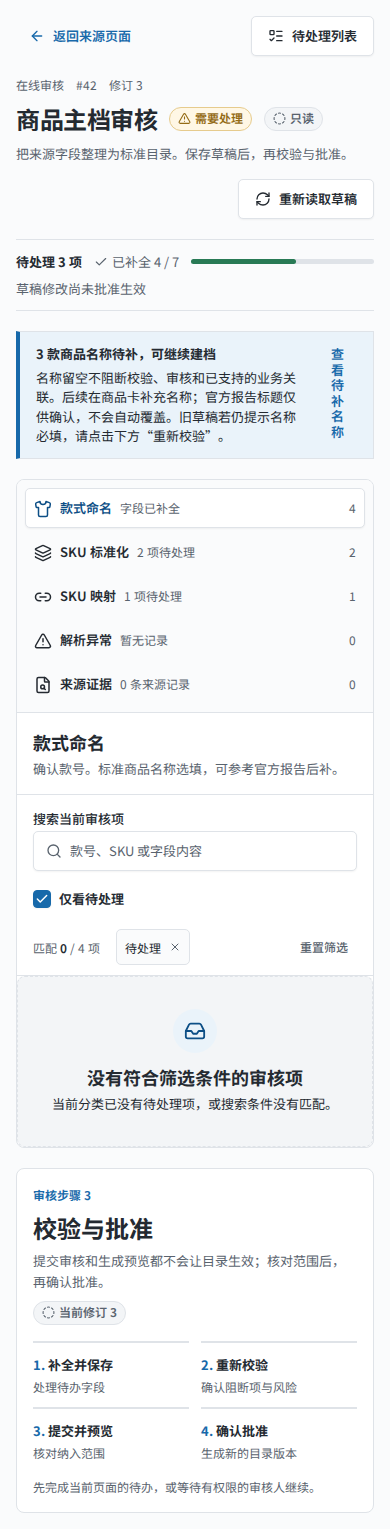 返回来源页面
待处理列表
在线审核 #42 修订 3
商品主档审核 需要处理 只读
把来源字段整理为标准目录。保存草稿后，再校验与批准。
重新读取草稿
待处理 3 项 已补全 4 / 7
草稿修改尚未批准生效
3 款商品名称待补，可继续建档
名称留空不阻断校验、审核和已支持的业务关
联。后续在商品卡补充名称；官方报告标题仅
供确认，不会自动覆盖。旧草稿若仍提示名称
必填，请点击下方“重新校验”。
查
看
待
补
名
称
款式命名 字段已补全 4
SKU 标准化 2 项待处理 2
SKU 映射 1 项待处理 1
解析异常 暂无记录 0
来源证据 0 条来源记录 0
款式命名
确认款号。标准商品名称选填，可参考官方报告后补。
搜索当前审核项
款号、SKU 或字段内容
仅看待处理
匹配 0 / 4 项 待处理 × 重置筛选
没有符合筛选条件的审核项
当前分类已没有待处理项，或搜索条件没有匹配。
审核步骤 3
校验与批准
提交审核和生成预览都不会让目录生效；核对范围后，
再确认批准。
当前修订 3
1. 补全并保存
处理待办字段
2. 重新校验
确认阻断项与风险
3. 提交并预览
核对纳入范围
4. 确认批准
生成新的目录版本
先完成当前页面的待办，或等待有权限的审核人继续。